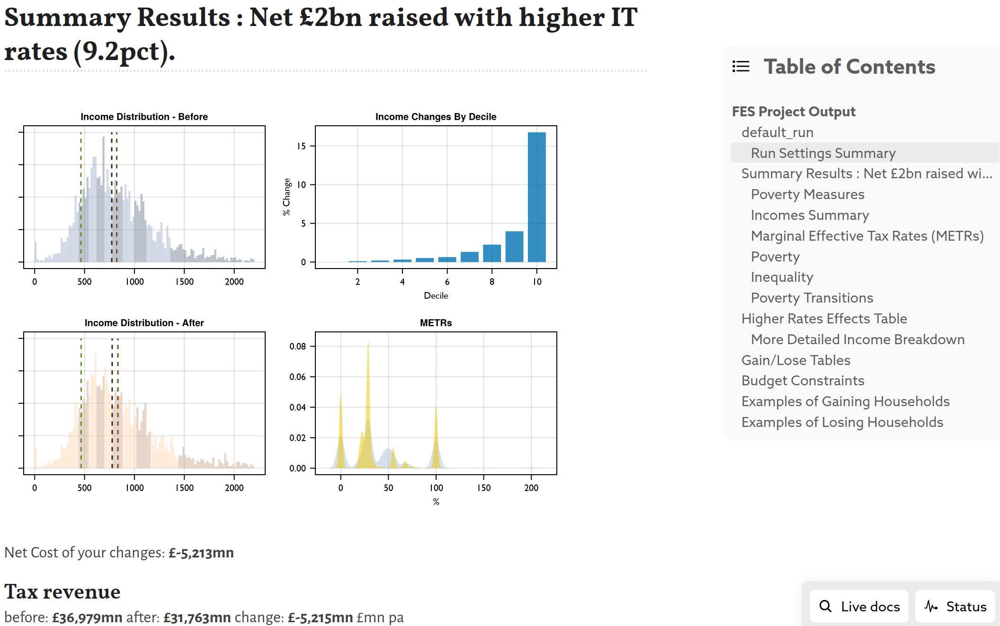 Summary Results : Net £2bn raised with higher IT
rates (9.2pct).
Income Distribution - Before
0 500 1000 1500 2000
Income Changes By Decile
% Change
15
10
5
0
2 4 6 8 10
Decile
Income Distribution - After
0 500 1000 1500 2000
METRs
0.08
0.06
0.04
0.02
0.00
0 50 100 150 200
%
Net Cost of your changes: £-5,213mn
Tax revenue
before: £36,979mn after: £31,763mn change: £-5,215mn £mn pa
Table of Contents
FES Project Output
default_run
Run Settings Summary
Summary Results : Net £2bn raised wi...
Poverty Measures
Incomes Summary
Marginal Effective Tax Rates (METRs)
Poverty
Inequality
Poverty Transitions
Higher Rates Effects Table
More Detailed Income Breakdown
Gain/Lose Tables
Budget Constraints
Examples of Gaining Households
Examples of Losing Households
Live docs
Status